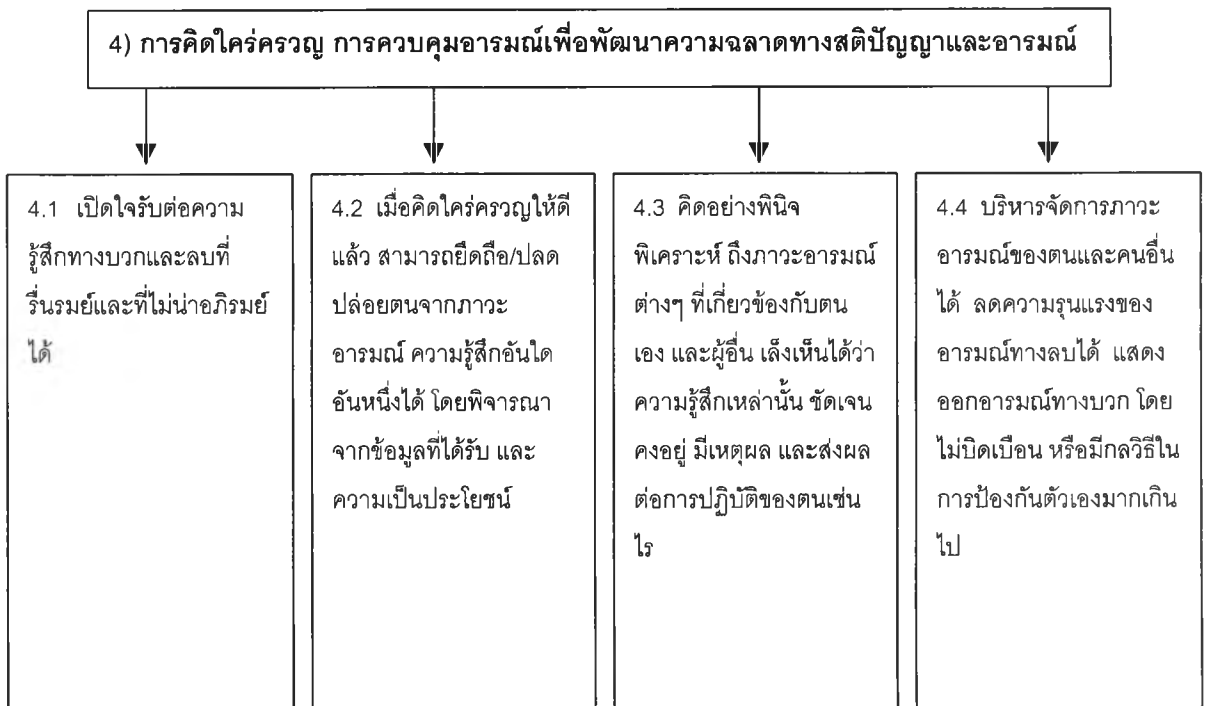 4) การคิดใคร่ครวญ การควบคุมอารมณ์เพื่อพัฒนาความฉลาดทางสติปัญญาและอารมณ์
4.1 เปิดใจรับต่อความ
รู้สึกทางบวกและลบที่
รื่นรมย์และที่ไม่น่าอภิรมย์
ได้
4.2 เมื่อคิดใคร่ครวญให้ดี
แล้ว สามารถยึดถือ/ปลด
ปล่อยตนจากภาวะ
อารมณ์ ความรู้สึกอันใด
อันหนึ่งได้ โดยพิจารณา
จากข้อมูลที่ได้รับ และ
ความเป็นประโยชน์
4.3 คิดอย่างพินิจ
พิเคราะห์ ถึงภาวะอารมณ์
ต่างๆ ที่เกี่ยวข้องกับตน
เอง และผู้อื่น เล็งเห็นได้ว่า
ความรู้สึกเหล่านั้น ชัดเจน
คงอยู่ มีเหตุผล และส่งผล
ต่อการปฏิบัติของตนเช่น
ไร
4.4 บริหารจัดการภาวะ
อารมณ์ของตนและคนอื่น
ได้ ลดความรุนแรงของ
อารมณ์ทางลบได้ แสดง
ออกอารมณ์ทางบวก โดย
ไม่บิดเบือน หรือมีกลวิธีใน
การป้องกันตัวเองมากเกิน
ไป